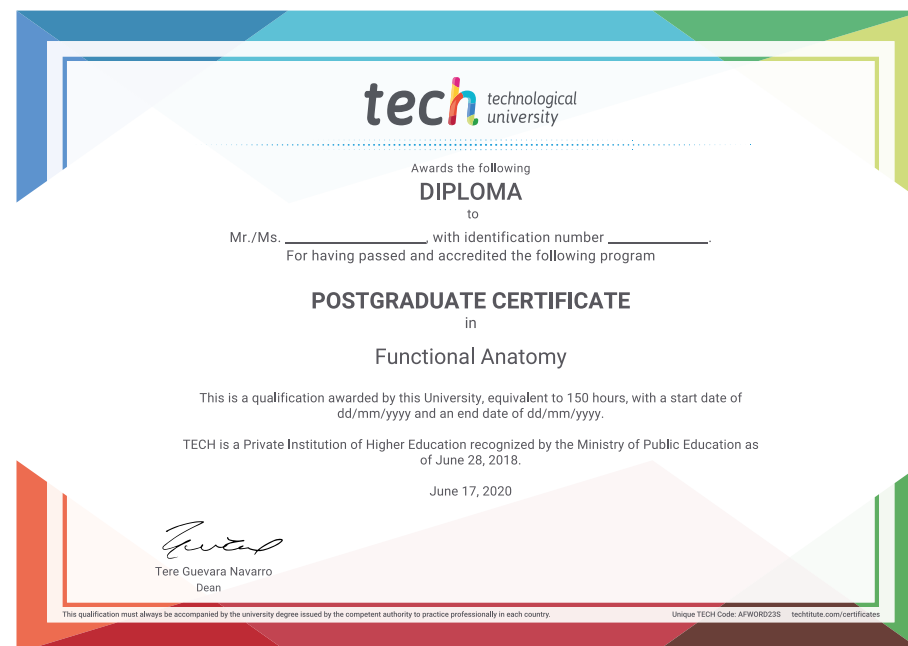 tech technological
university
Awards the following
DIPLOMA
to
Mr./Ms. ____________, with identification number ____________.
For having passed and accredited the following program
POSTGRADUATE CERTIFICATE
in
Functional Anatomy
This is a qualification awarded by this University, equivalent to 150 hours, with a start date of
dd/mm/yyyy and an end date of dd/mm/yyyy.
TECH is a Private Institution of Higher Education recognized by the Ministry of Public Education as
of June 28, 2018.
June 17, 2020
Tere Guevara Navarro
Dean
This qualification must always be accompanied by the university degree issued by the competent authority to practice professionally in each country.
Unique TECH Code: AFWORD23S techtitute.com/certificates